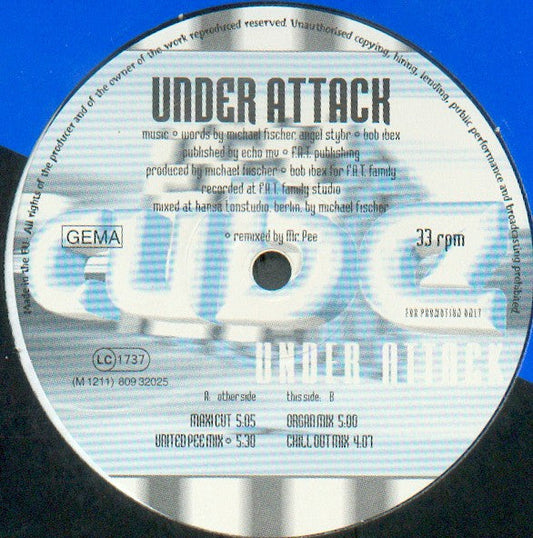 Made in the E.U. All rights of the producer and of the owner of the work reproduced reserved. Unauthorised copying, hiring, lending, public performance and broadcasting prohibited
UNDER ATTACK
music ° words by michael fischer, angel stybr ° bob ibex
published by echo mv ° F.A.T. publishing
produced by michael fischer ° bob ibex for F.A.T. family
recorded at F.A.T. family studio
mixed at hansa tonstudio, berlin, by michael fischer
° remixed by Mr. Pee
GEMA
33 rpm
CUBE
FOR PROMOTION ONLY
UNDER ATTACK
LC 1737
(M 1211) 809 32025
A: other side
this side: B
MAXI CUT 5:05
ORGAN MIX 5:00
UNITED PEE MIX ° 5:30
CHILL OUT MIX 4:07